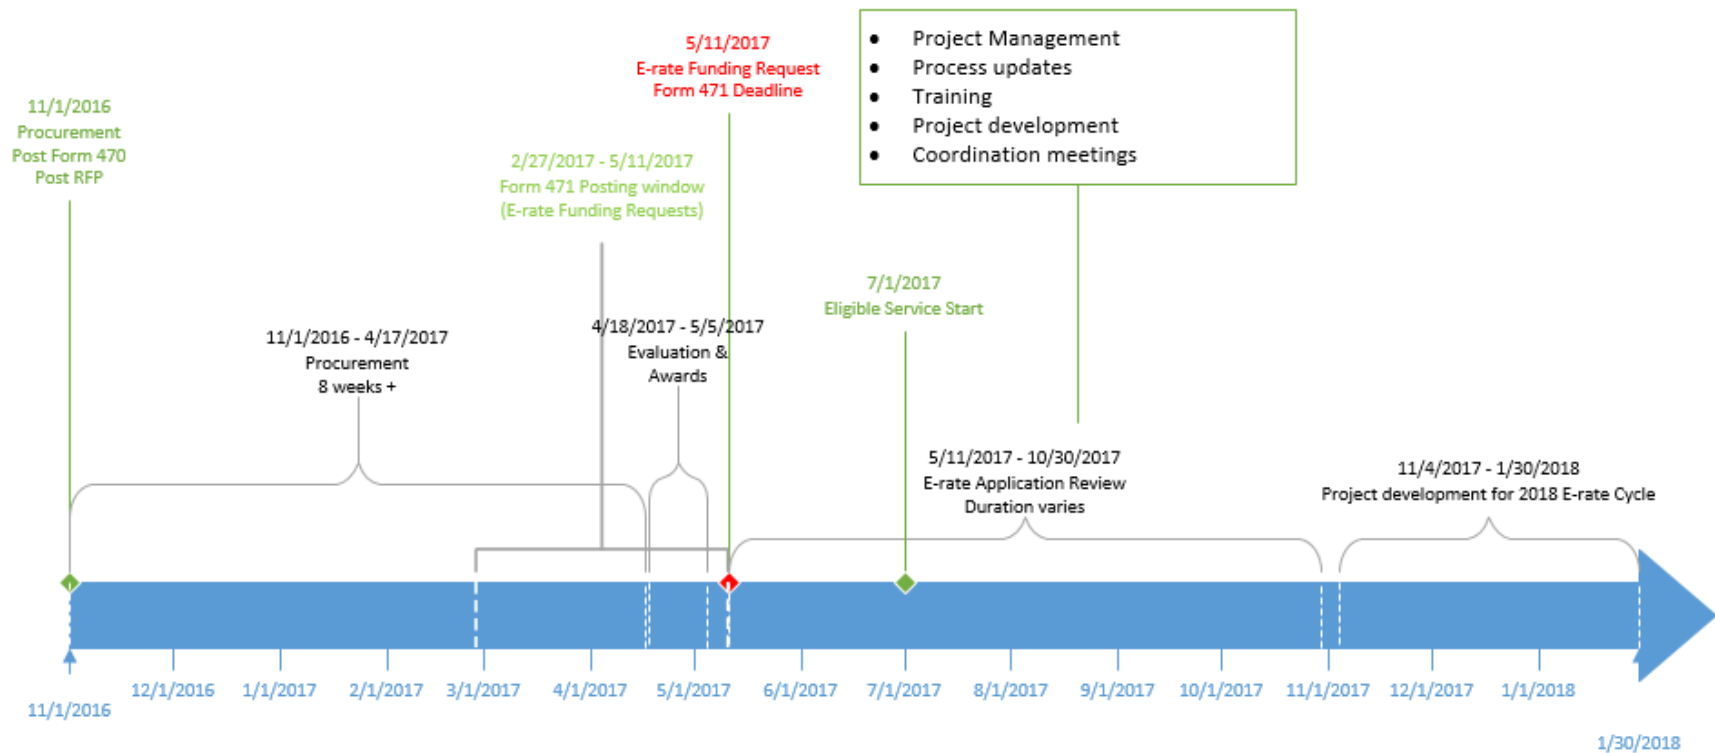 11/1/2016
Procurement
Post Form 470
Post RFP
5/11/2017
E-rate Funding Request
Form 471 Deadline
2/27/2017 - 5/11/2017
Form 471 Posting window
(E-rate Funding Requests)
• Project Management
• Process updates
• Training
• Project development
• Coordination meetings
7/1/2017
Eligible Service Start
11/1/2016 - 4/17/2017
Procurement
8 weeks +
4/18/2017 - 5/5/2017
Evaluation &
Awards
5/11/2017 - 10/30/2017
E-rate Application Review
Duration varies
11/4/2017 - 1/30/2018
Project development for 2018 E-rate Cycle
11/1/2016
12/1/2016
1/1/2017
2/1/2017
3/1/2017
4/1/2017
5/1/2017
6/1/2017
7/1/2017
8/1/2017
9/1/2017
10/1/2017
11/1/2017
12/1/2017
1/1/2018
1/30/2018